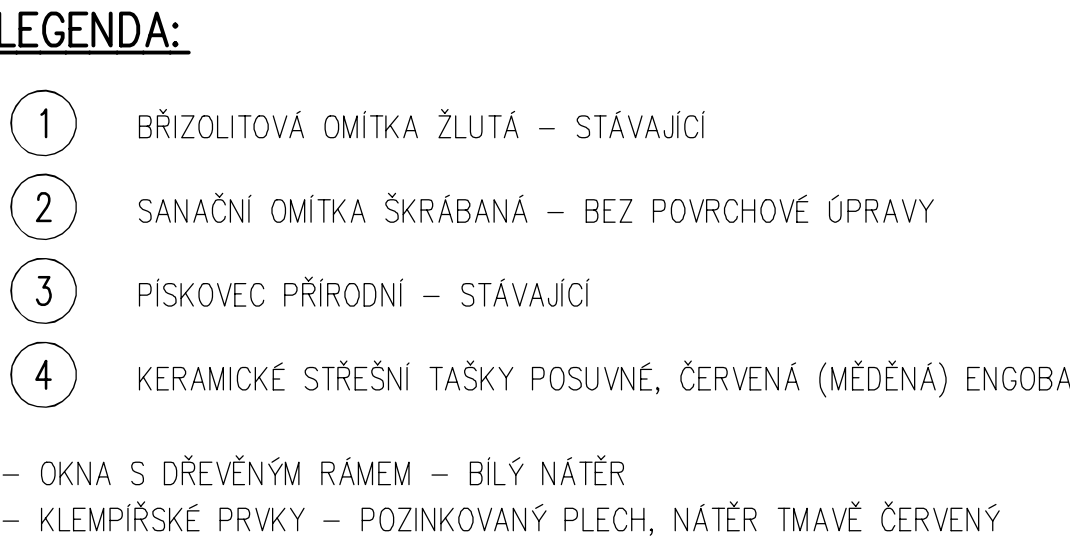 LEGENDA:
1 BŘIZOLITOVÁ OMÍTKA ŽLUTÁ – STÁVAJÍCÍ
2 SANAČNÍ OMÍTKA ŠKRÁBANÁ – BEZ POVRCHOVÉ ÚPRAVY
3 PÍSKOVEC PŘÍRODNÍ – STÁVAJÍCÍ
4 KERAMICKÉ STŘEŠNÍ TAŠKY POSUVNÉ, ČERVENÁ (MĚDĚNÁ) ENGOBA
– OKNA S DŘEVĚNÝM RÁMEM – BÍLÝ NÁTĚR
– KLEMPÍŘSKÉ PRVKY – POZINKOVANÝ PLECH, NÁTĚR TMAVĚ ČERVENÝ